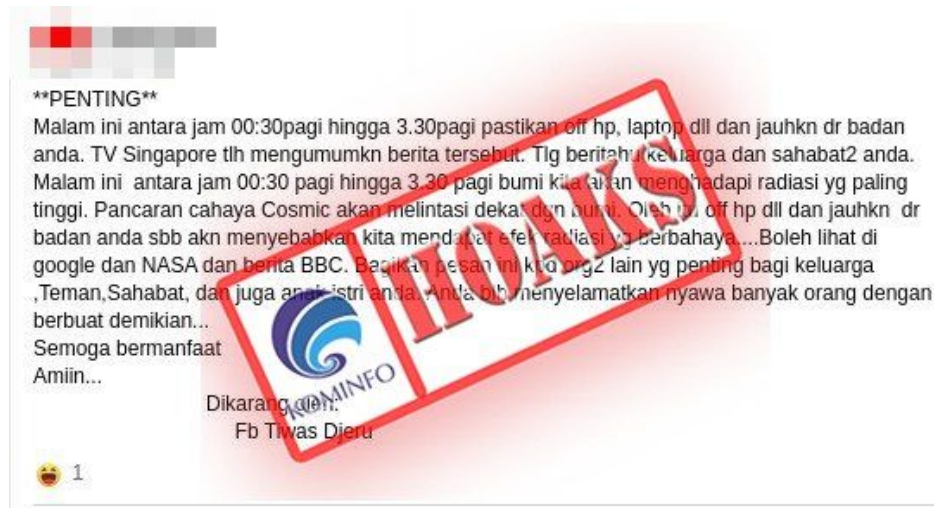 **PENTING**
Malam ini antara jam 00:30pagi hingga 3.30pagi pastikan off hp, laptop dll dan jauhkn dr badan
anda. TV Singapore tlh mengumumkn berita tersebut. Tlg beritahu keluarga dan sahabat2 anda.
Malam ini antara jam 00:30 pagi hingga 3.30 pagi bumi kita akan menghadapi radiasi yg paling
tinggi. Pancaran cahaya Cosmic akan melintasi dekat dgn bumi. Oleh itu off hp dll dan jauhkn dr
badan anda sbb akn menyebabkan kita mendapat efek radiasi yg berbahaya....Boleh lihat di
google dan NASA dan berita BBC. Bagikan pesan ini kpd org2 lain yg penting bagi keluarga
,Teman,Sahabat, dan juga anak istri anda. Anda blh menyelamatkan nyawa banyak orang dengan
berbuat demikian...
Semoga bermanfaat
Amiin...
Dikarang oleh:
Fb Tiwas Djeru
HOAKS
KOMINFO
1